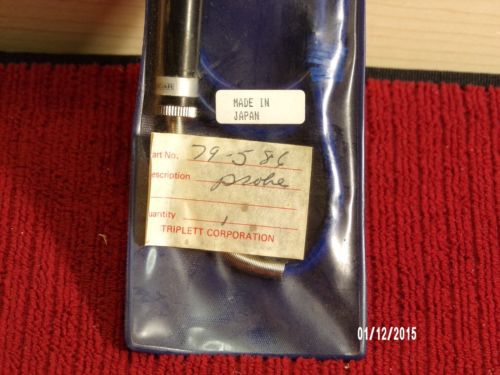 MADE IN
JAPAN
art No. 79-586
escription probe
uantity 1
TRIPLETT CORPORATION
01/12/2015